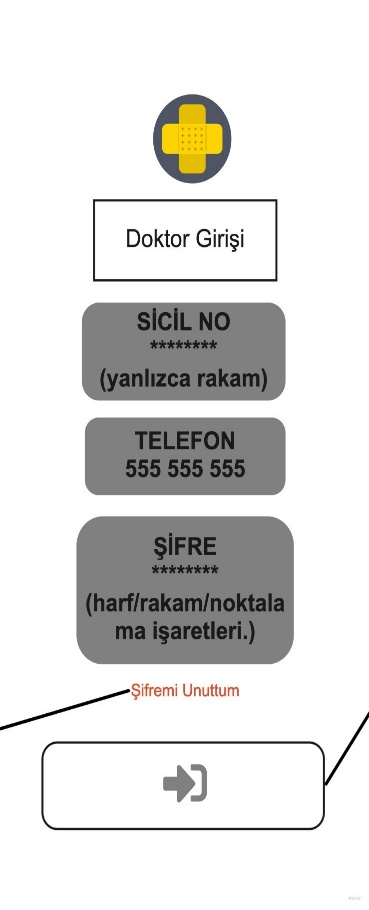 Doktor Girişi
SİCİL NO
********
(yanlızca rakam)
TELEFON
555 555 555
ŞİFRE
********
(harf/rakam/noktala
ma işaretleri.)
Şifremi Unuttum